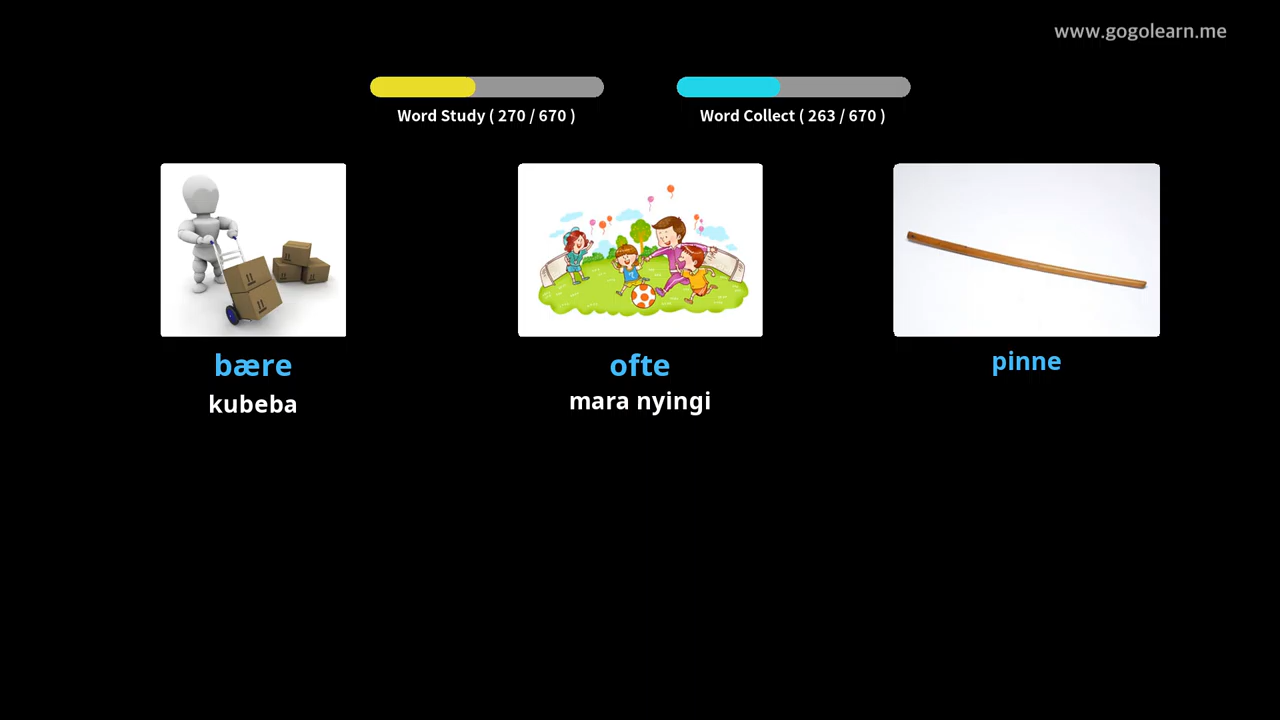 www.gogolearn.me
Word Study ( 270 / 670 )
Word Collect ( 263 / 670 )
bære
kubeba
ofte
mara nyingi
pinne